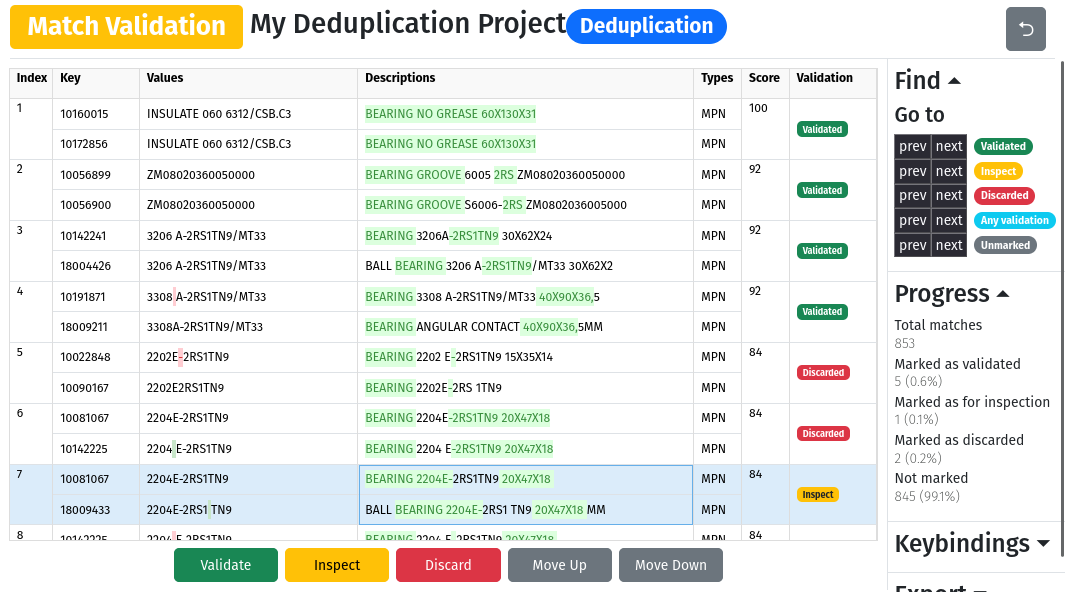 Match Validation My Deduplication Project Deduplication
Index Key Values Descriptions Types Score Validation
1 10160015 INSULATE 060 6312/CSB.C3 BEARING NO GREASE 60X130X31 MPN 100 Validated
10172856 INSULATE 060 6312/CSB.C3 BEARING NO GREASE 60X130X31 MPN
2 10056899 ZM08020360050000 BEARING GROOVE 6005 2RS ZM08020360050000 MPN 92 Validated
10056900 ZM08020360050000 BEARING GROOVE S6006-2RS ZM0802036005000 MPN
3 10142241 3206 A-2RS1TN9/MT33 BEARING 3206A-2RS1TN9 30X62X24 MPN 92 Validated
18004426 3206 A-2RS1TN9/MT33 BALL BEARING 3206 A-2RS1TN9/MT33 30X62X2 MPN
4 10191871 3308 A-2RS1TN9/MT33 BEARING 3308 A-2RS1TN9/MT33 40X90X36,5 MPN 92 Validated
18009211 3308A-2RS1TN9/MT33 BEARING ANGULAR CONTACT 40X90X36,5MM MPN
5 10022848 2202E-2RS1TN9 BEARING 2202 E-2RS1TN9 15X35X14 MPN 84 Discarded
10090167 2202E2RS1TN9 BEARING 2202E-2RS 1TN9 MPN
6 10081067 2204E-2RS1TN9 BEARING 2204E-2RS1TN9 20X47X18 MPN 84 Discarded
10142225 2204 E-2RS1TN9 BEARING 2204 E-2RS1TN9 20X47X18 MPN
7 10081067 2204E-2RS1TN9 BEARING 2204E-2RS1TN9 20X47X18 MPN 84 Inspect
18009433 2204E-2RS1 TN9 BALL BEARING 2204E-2RS1 TN9 20X47X18 MM MPN
8 10142225 2204 E-2RS1TN9 BEARING 2204 E-2RS1TN9 20X47X18 MPN 84
Validate Inspect Discard Move Up Move Down
Find
Go to
prev next Validated
prev next Inspect
prev next Discarded
prev next Any validation
prev next Unmarked
Progress
Total matches
853
Marked as validated
5 (0.6%)
Marked as for inspection
1 (0.1%)
Marked as discarded
2 (0.2%)
Not marked
845 (99.1%)
Keybindings
Export